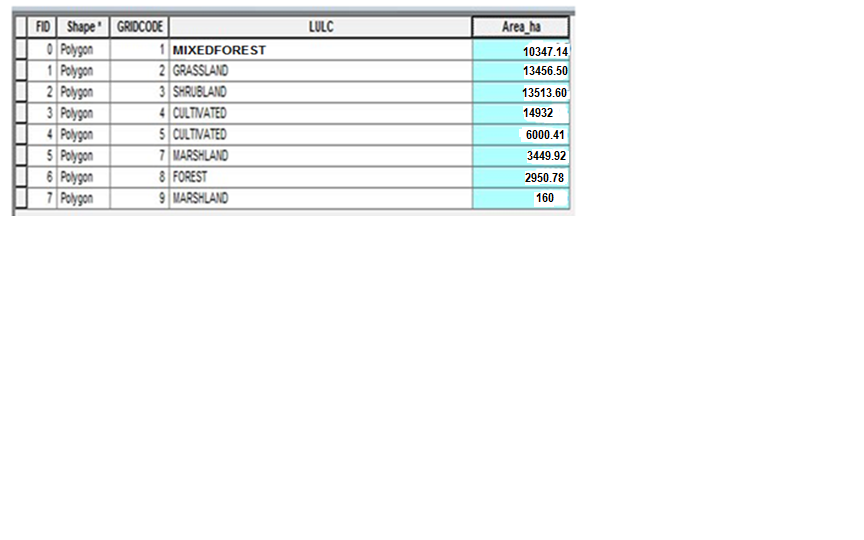 FID Shape * GRIDCODE LULC Area_ha
0 Polygon 1 MIXEDFOREST 10347.14
1 Polygon 2 GRASSLAND 13456.50
2 Polygon 3 SHRUBLAND 13513.60
3 Polygon 4 CULTIVATED 14932
4 Polygon 5 CULTIVATED 6000.41
5 Polygon 7 MARSHLAND 3449.92
6 Polygon 8 FOREST 2950.78
7 Polygon 9 MARSHLAND 160